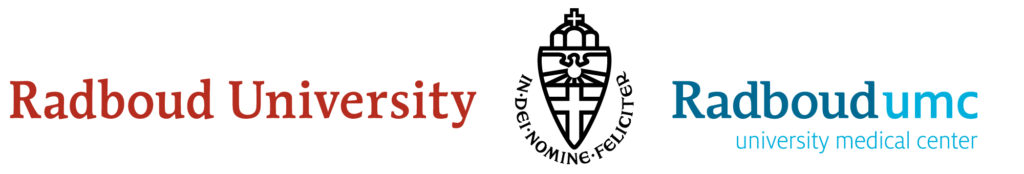 Radboud University
IN·DEI·NOMINE·FELICITER
Radboudumc
university medical center